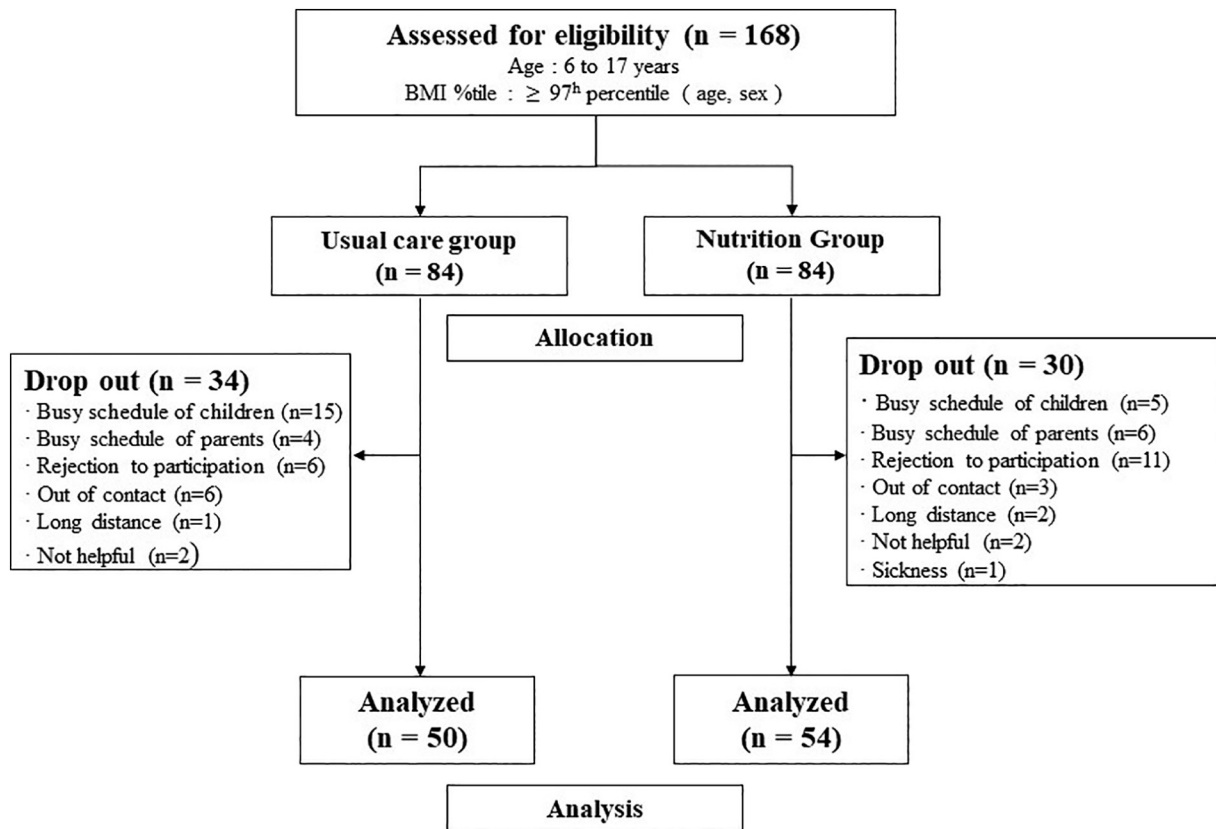 Assessed for eligibility (n = 168)
Age : 6 to 17 years
BMI %tile : ≥ 97ʰ percentile ( age, sex )
Usual care group
(n = 84)
Nutrition Group
(n = 84)
Allocation
Drop out (n = 34)
· Busy schedule of children (n=15)
· Busy schedule of parents (n=4)
· Rejection to participation (n=6)
· Out of contact (n=6)
· Long distance (n=1)
· Not helpful (n=2)
Drop out (n = 30)
· Busy schedule of children (n=5)
· Busy schedule of parents (n=6)
· Rejection to participation (n=11)
· Out of contact (n=3)
· Long distance (n=2)
· Not helpful (n=2)
· Sickness (n=1)
Analyzed
(n = 50)
Analyzed
(n = 54)
Analysis